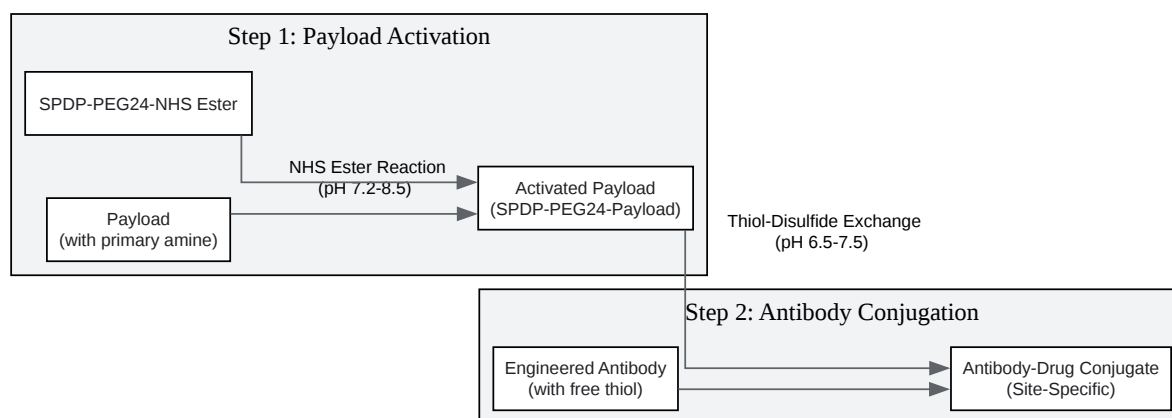 Step 1: Payload Activation
SPDP-PEG24-NHS Ester
NHS Ester Reaction
(pH 7.2-8.5)
Payload
(with primary amine)
Activated Payload
(SPDP-PEG24-Payload)
Thiol-Disulfide Exchange
(pH 6.5-7.5)
Step 2: Antibody Conjugation
Engineered Antibody
(with free thiol)
Antibody-Drug Conjugate
(Site-Specific)